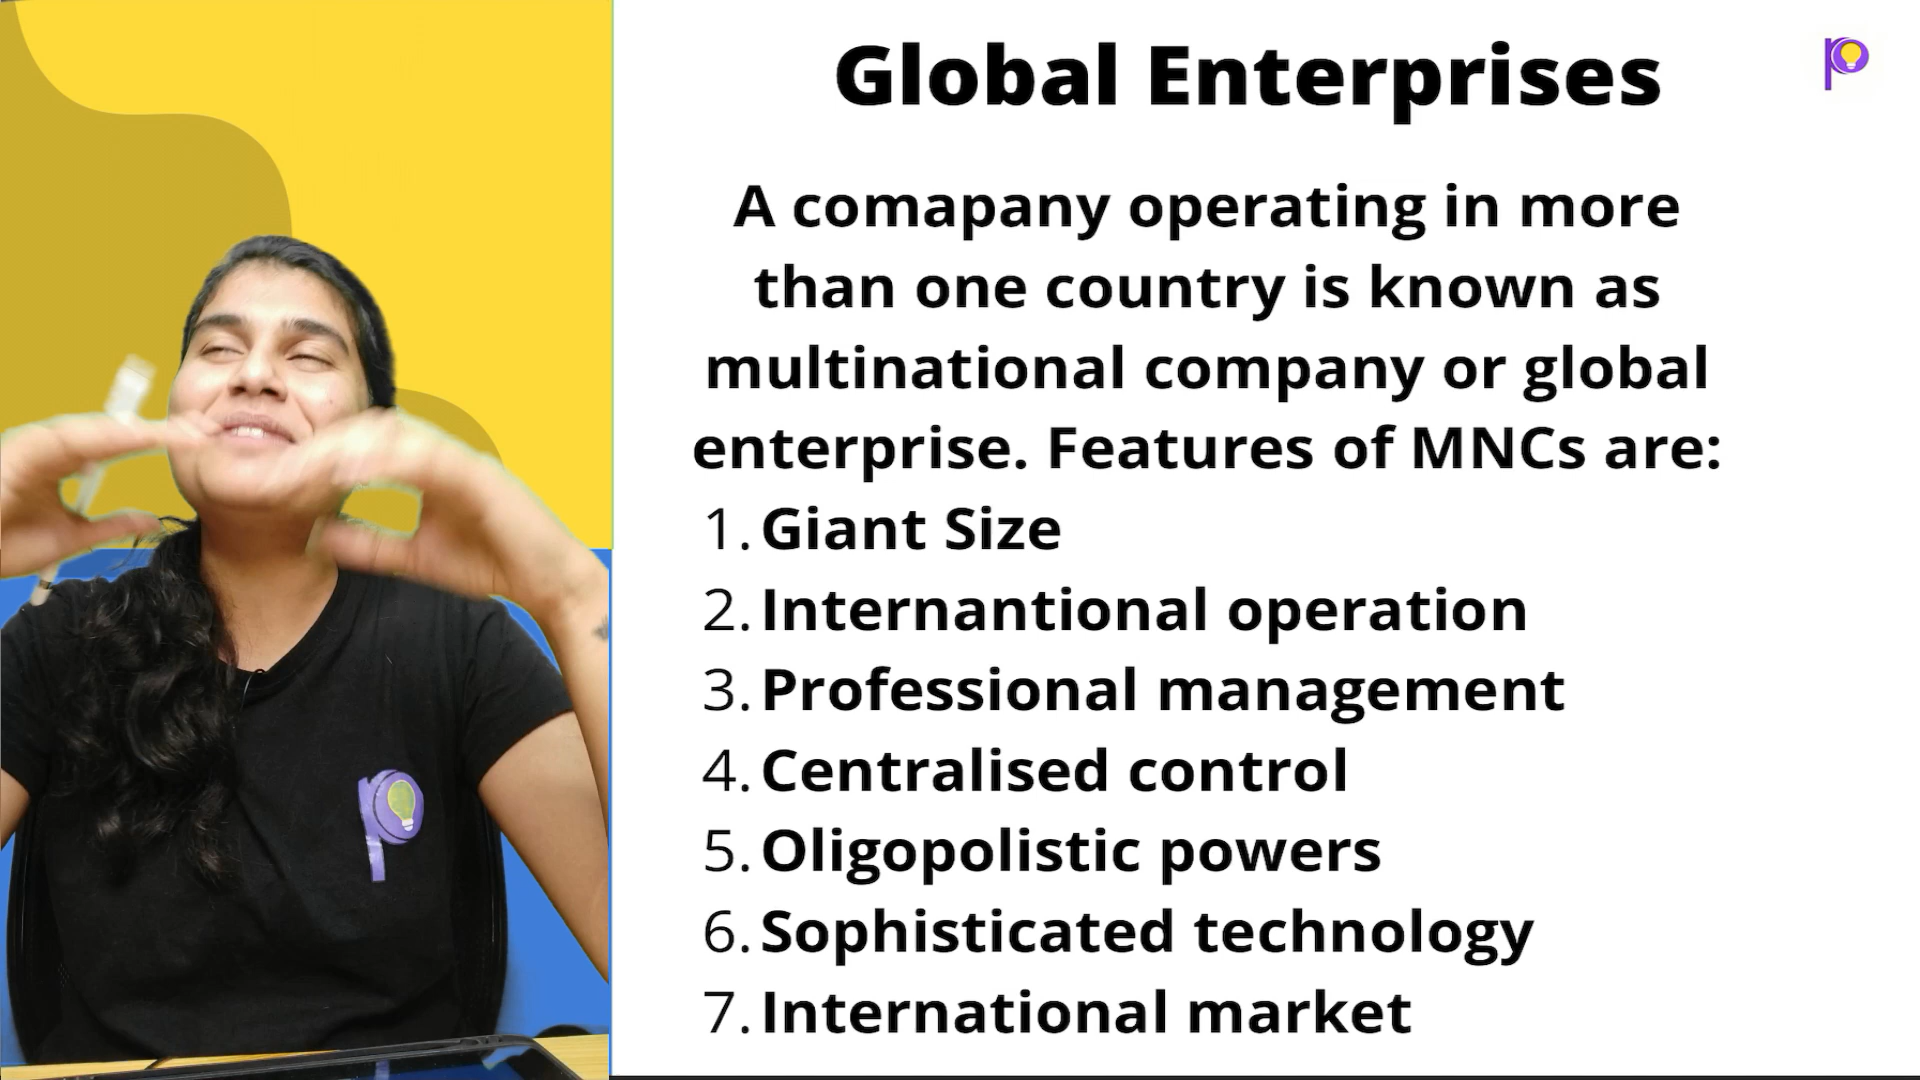 Global Enterprises
A comapany operating in more
than one country is known as
multinational company or global
enterprise. Features of MNCs are:
1. Giant Size
2. Internantional operation
3. Professional management
4. Centralised control
5. Oligopolistic powers
6. Sophisticated technology
7. International market